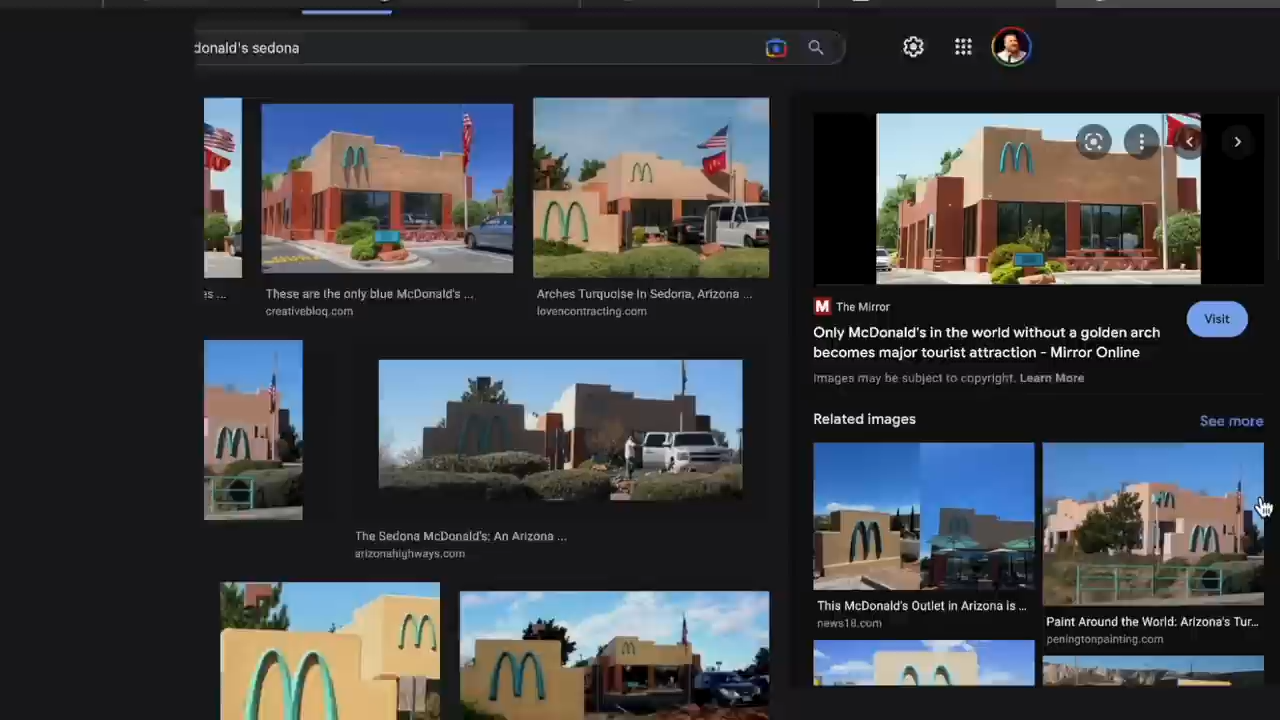 donald's sedona
es ...
These are the only blue McDonald's ...
creativebloq.com
Arches Turquoise In Sedona, Arizona ...
lovencontracting.com
The Sedona McDonald's: An Arizona ...
arizonahighways.com
M The Mirror
Visit
Only McDonald's in the world without a golden arch
becomes major tourist attraction - Mirror Online
Images may be subject to copyright. Learn More
Related images
See more
This McDonald's Outlet in Arizona is ...
news18.com
Paint Around the World: Arizona's Tur...
peningtonpainting.com